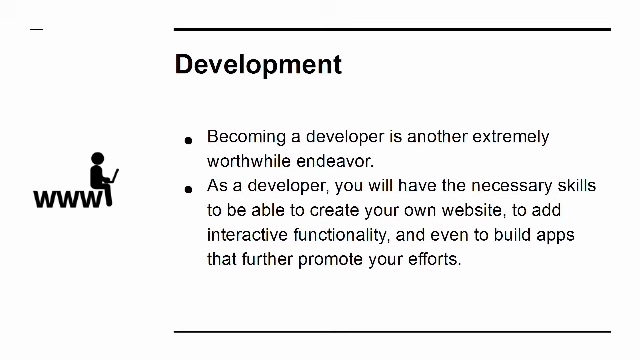 Development
• Becoming a developer is another extremely
worthwhile endeavor.
• As a developer, you will have the necessary skills
to be able to create your own website, to add
interactive functionality, and even to build apps
that further promote your efforts.
www